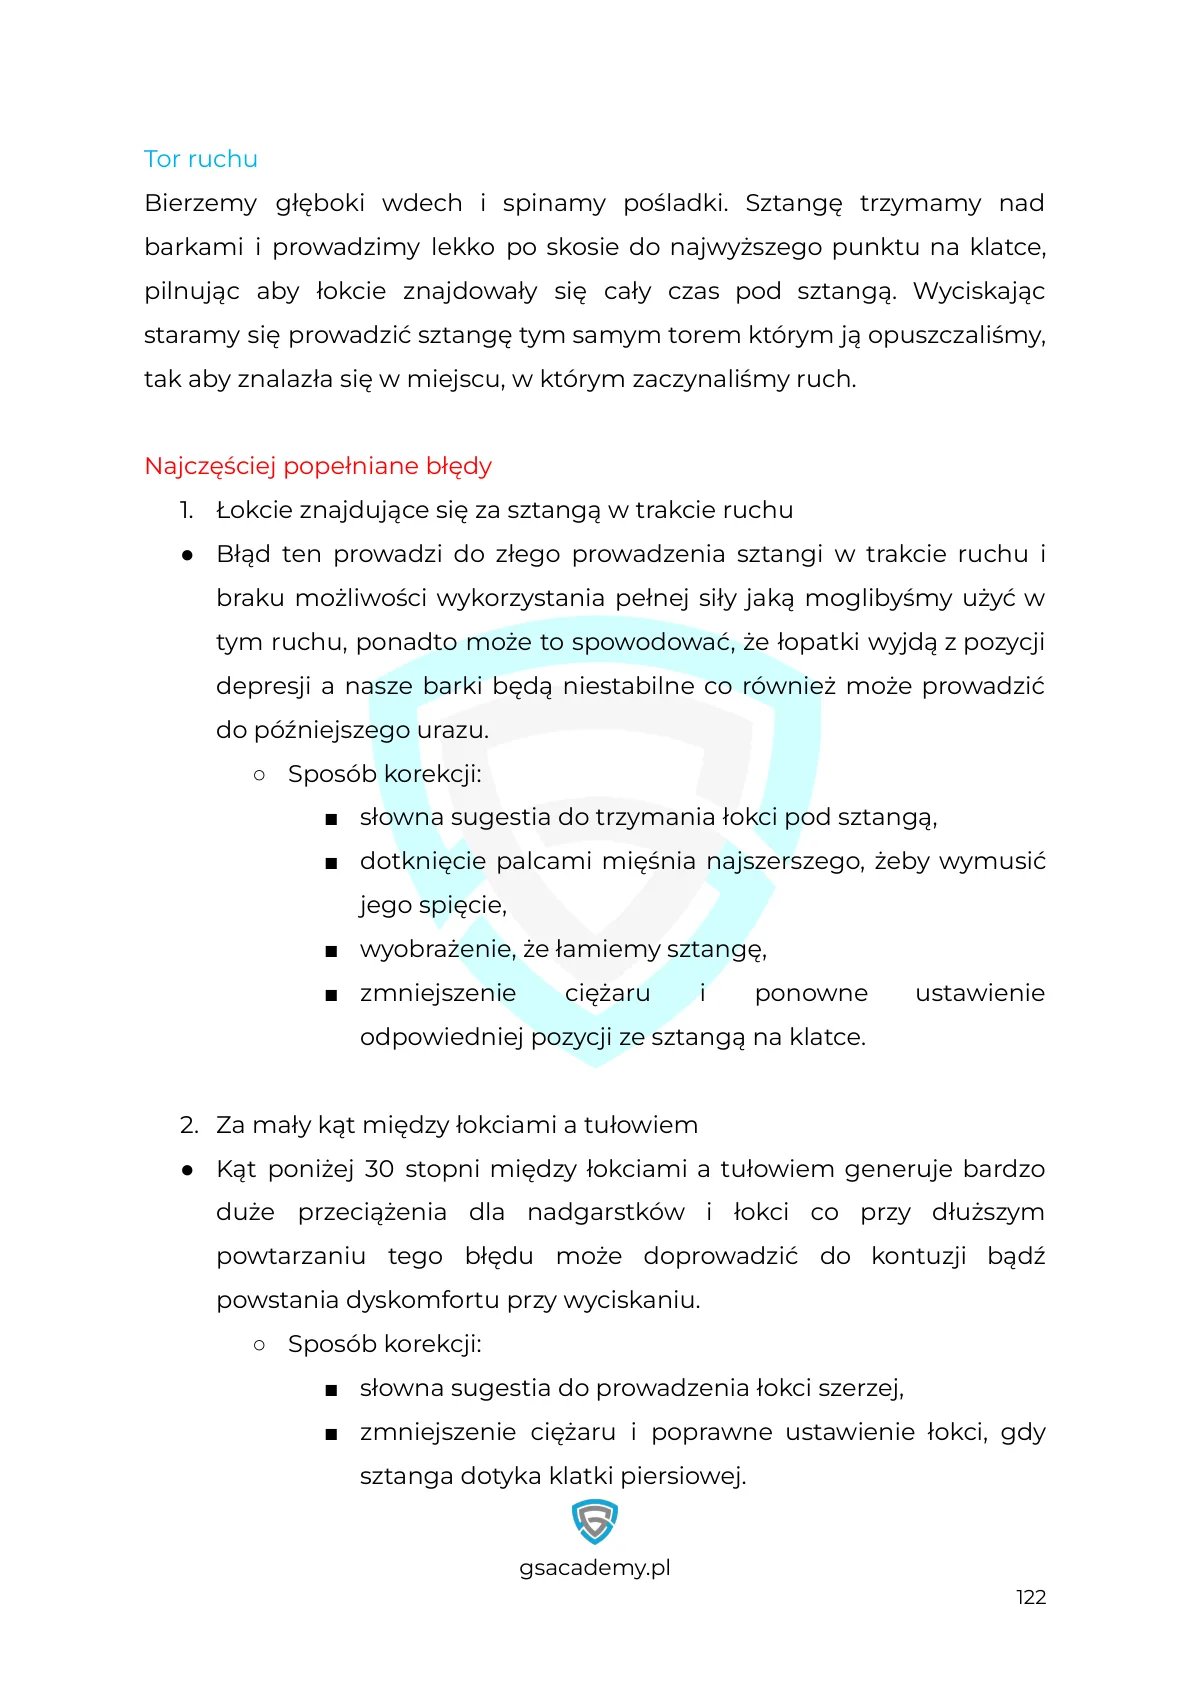 Tor ruchu
Bierzemy głęboki wdech i spinamy pośladki. Sztangę trzymamy nad
barkami i prowadzimy lekko po skosie do najwyższego punktu na klatce,
pilnując aby łokcie znajdowały się cały czas pod sztangą. Wyciskając
staramy się prowadzić sztangę tym samym torem którym ją opuszczaliśmy,
tak aby znalazła się w miejscu, w którym zaczynaliśmy ruch.
Najczęściej popełniane błędy
1. Łokcie znajdujące się za sztangą w trakcie ruchu
● Błąd ten prowadzi do złego prowadzenia sztangi w trakcie ruchu i
braku możliwości wykorzystania pełnej siły jaką moglibyśmy użyć w
tym ruchu, ponadto może to spowodować, że łopatki wyjdą z pozycji
depresji a nasze barki będą niestabilne co również może prowadzić
do późniejszego urazu.
○ Sposób korekcji:
■ słowna sugestia do trzymania łokci pod sztangą,
■ dotknięcie palcami mięśnia najszerszego, żeby wymusić
jego spięcie,
■ wyobrażenie, że łamiemy sztangę,
■ zmniejszenie ciężaru i ponowne ustawienie
odpowiedniej pozycji ze sztangą na klatce.
2. Za mały kąt między łokciami a tułowiem
● Kąt poniżej 30 stopni między łokciami a tułowiem generuje bardzo
duże przeciążenia dla nadgarstków i łokci co przy dłuższym
powtarzaniu tego błędu może doprowadzić do kontuzji bądź
powstania dyskomfortu przy wyciskaniu.
○ Sposób korekcji:
■ słowna sugestia do prowadzenia łokci szerzej,
■ zmniejszenie ciężaru i poprawne ustawienie łokci, gdy
sztanga dotyka klatki piersiowej.
gsacademy.pl
122